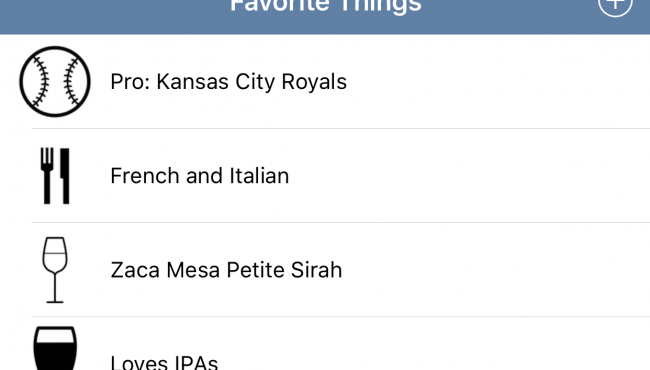 Favorite Things
Pro: Kansas City Royals
French and Italian
Zaca Mesa Petite Sirah
Loves IPAs